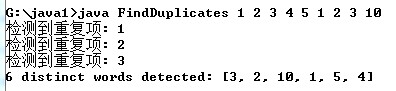 G:\java1>java FindDuplicates 1 2 3 4 5 1 2 3 10
检测到重复项: 1
检测到重复项: 2
检测到重复项: 3
6 distinct words detected: [3, 2, 10, 1, 5, 4]